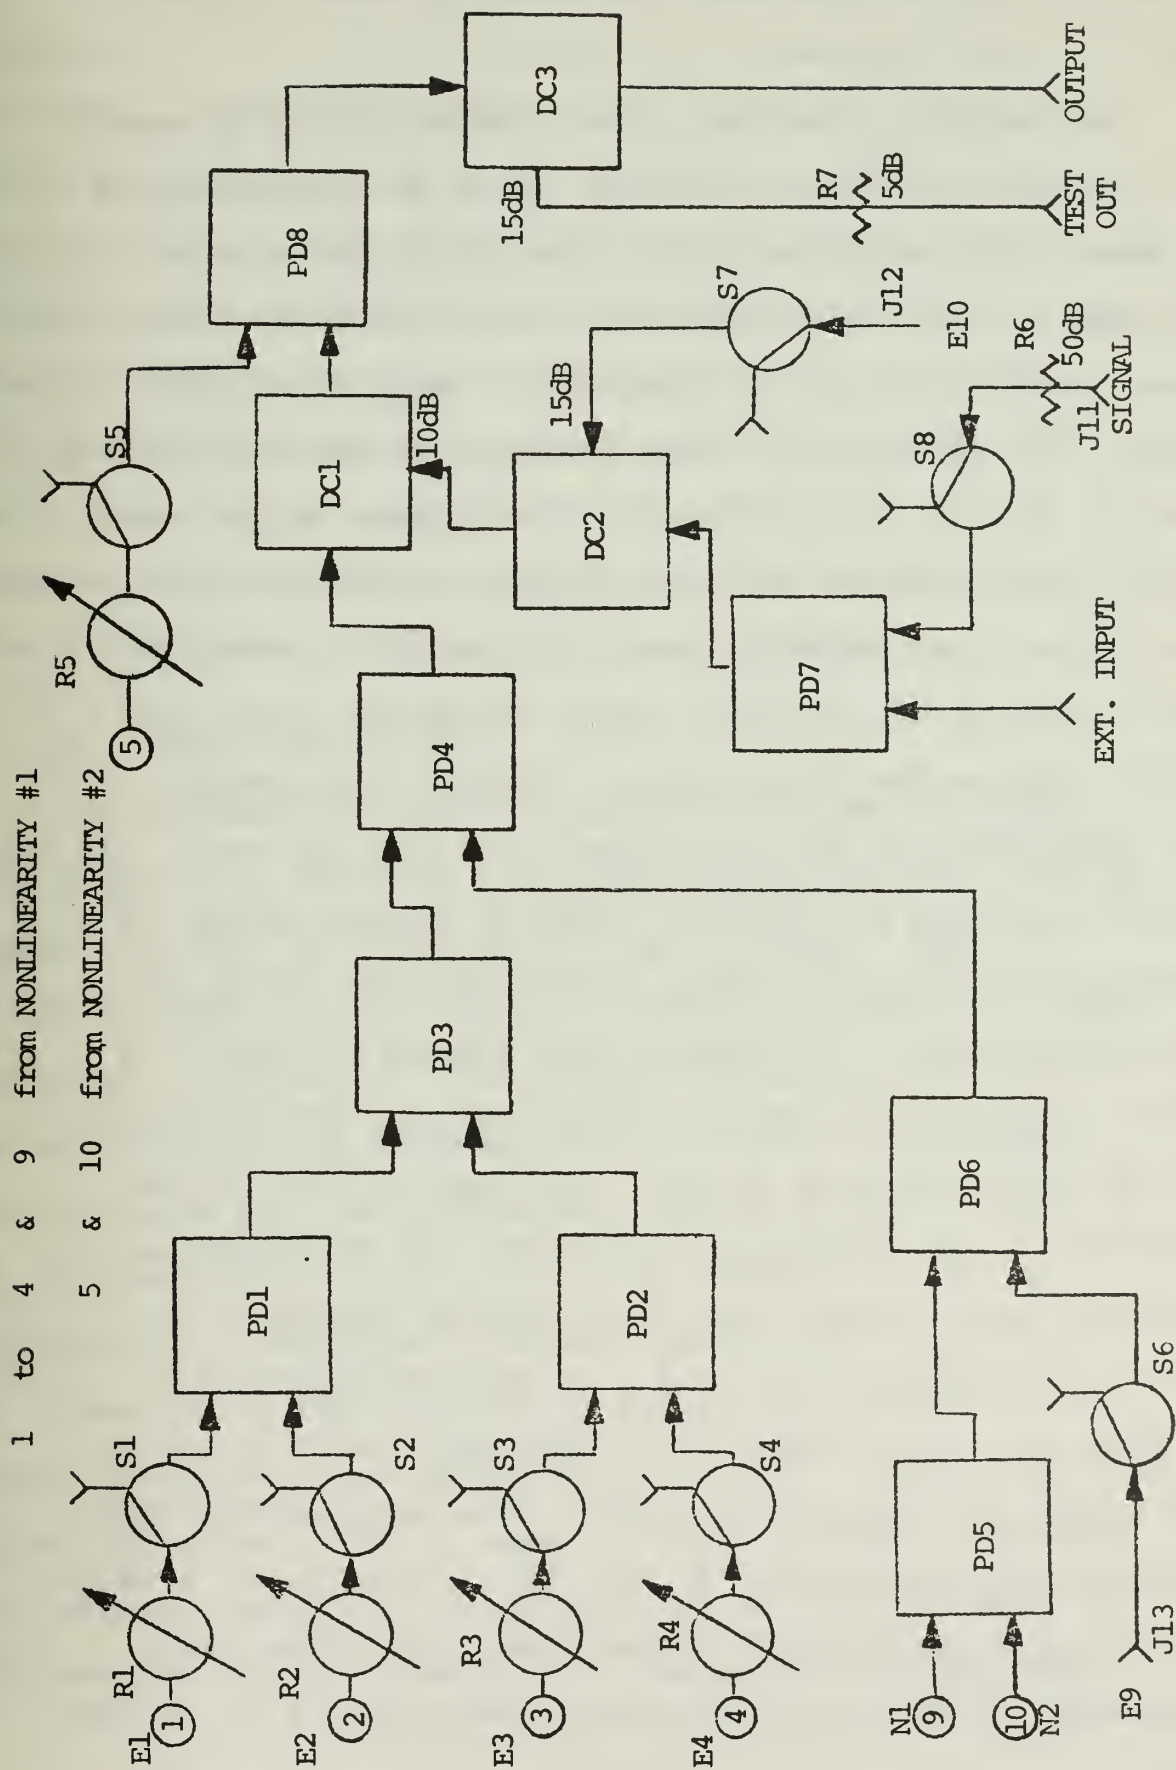 1 to 4 & 9 from NONLINEARITY #1
5 & 10 from NONLINEARITY #2
E1
1
R1
S1
PD1
E2
2
R2
S2
E3
3
R3
S3
PD2
E4
4
R4
S4
PD3
PD4
N1
9
10
N2
PD5
PD6
E9
J13
S6
5
R5
S5
DC1
10dB
PD8
DC2
15dB
S7
J12
E10
PD7
EXT. INPUT
S8
R6
50dB
J11
SIGNAL
DC3
15dB
R7
5dB
TEST
OUT
OUTPUT